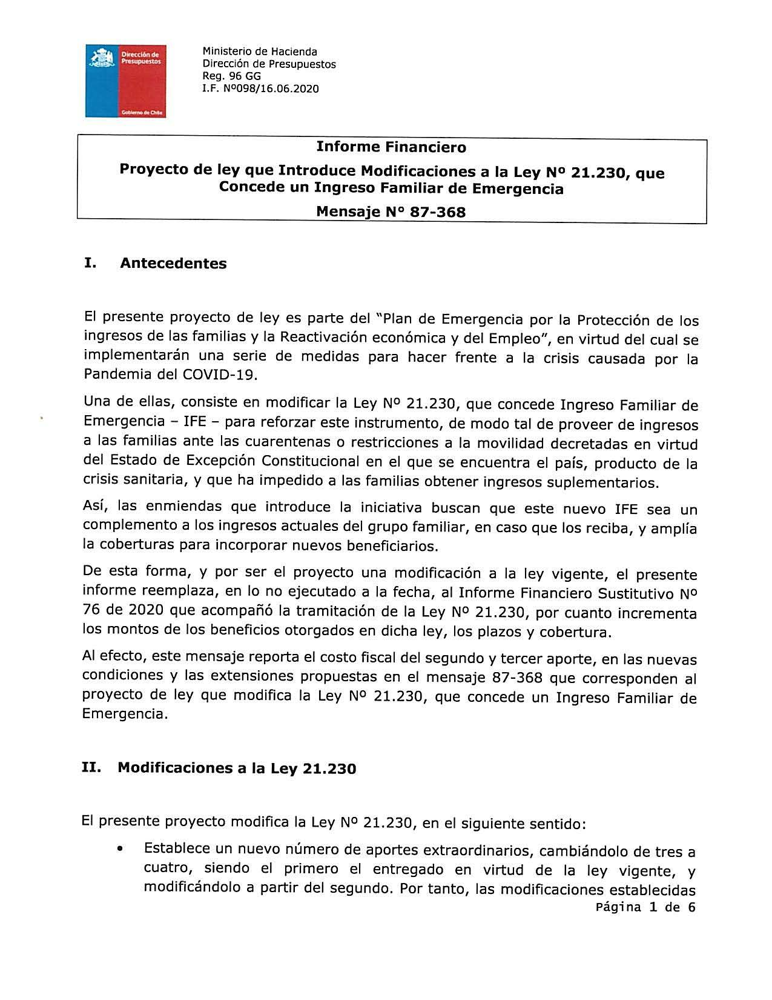 Dirección de
Presupuestos
Gobierno de Chile
Ministerio de Hacienda
Dirección de Presupuestos
Reg. 96 GG
I.F. Nº098/16.06.2020
Informe Financiero
Proyecto de ley que Introduce Modificaciones a la Ley Nº 21.230, que
Concede un Ingreso Familiar de Emergencia
Mensaje Nº 87-368
I. Antecedentes
El presente proyecto de ley es parte del "Plan de Emergencia por la Protección de los
ingresos de las familias y la Reactivación económica y del Empleo", en virtud del cual se
implementarán una serie de medidas para hacer frente a la crisis causada por la
Pandemia del COVID-19.
Una de ellas, consiste en modificar la Ley Nº 21.230, que concede Ingreso Familiar de
Emergencia – IFE – para reforzar este instrumento, de modo tal de proveer de ingresos
a las familias ante las cuarentenas o restricciones a la movilidad decretadas en virtud
del Estado de Excepción Constitucional en el que se encuentra el país, producto de la
crisis sanitaria, y que ha impedido a las familias obtener ingresos suplementarios.
Así, las enmiendas que introduce la iniciativa buscan que este nuevo IFE sea un
complemento a los ingresos actuales del grupo familiar, en caso que los reciba, y amplía
la coberturas para incorporar nuevos beneficiarios.
De esta forma, y por ser el proyecto una modificación a la ley vigente, el presente
informe reemplaza, en lo no ejecutado a la fecha, al Informe Financiero Sustitutivo Nº
76 de 2020 que acompañó la tramitación de la Ley Nº 21.230, por cuanto incrementa
los montos de los beneficios otorgados en dicha ley, los plazos y cobertura.
Al efecto, este mensaje reporta el costo fiscal del segundo y tercer aporte, en las nuevas
condiciones y las extensiones propuestas en el mensaje 87-368 que corresponden al
proyecto de ley que modifica la Ley Nº 21.230, que concede un Ingreso Familiar de
Emergencia.
II. Modificaciones a la Ley 21.230
El presente proyecto modifica la Ley Nº 21.230, en el siguiente sentido:
• Establece un nuevo número de aportes extraordinarios, cambiándolo de tres a
cuatro, siendo el primero el entregado en virtud de la ley vigente, y
modificándolo a partir del segundo. Por tanto, las modificaciones establecidas
Página 1 de 6